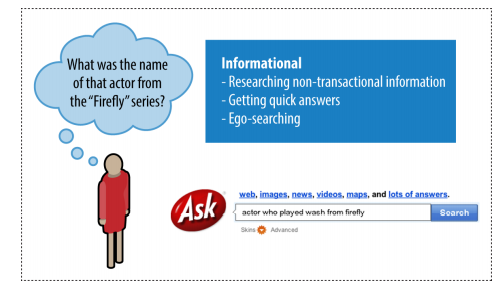 What was the name
of that actor from
the "Firefly" series?
Informational
- Researching non-transactional information
- Getting quick answers
- Ego-searching
Ask
web, images, news, videos, maps, and lots of answers.
actor who played wash from firefly
Search
Skins Advanced